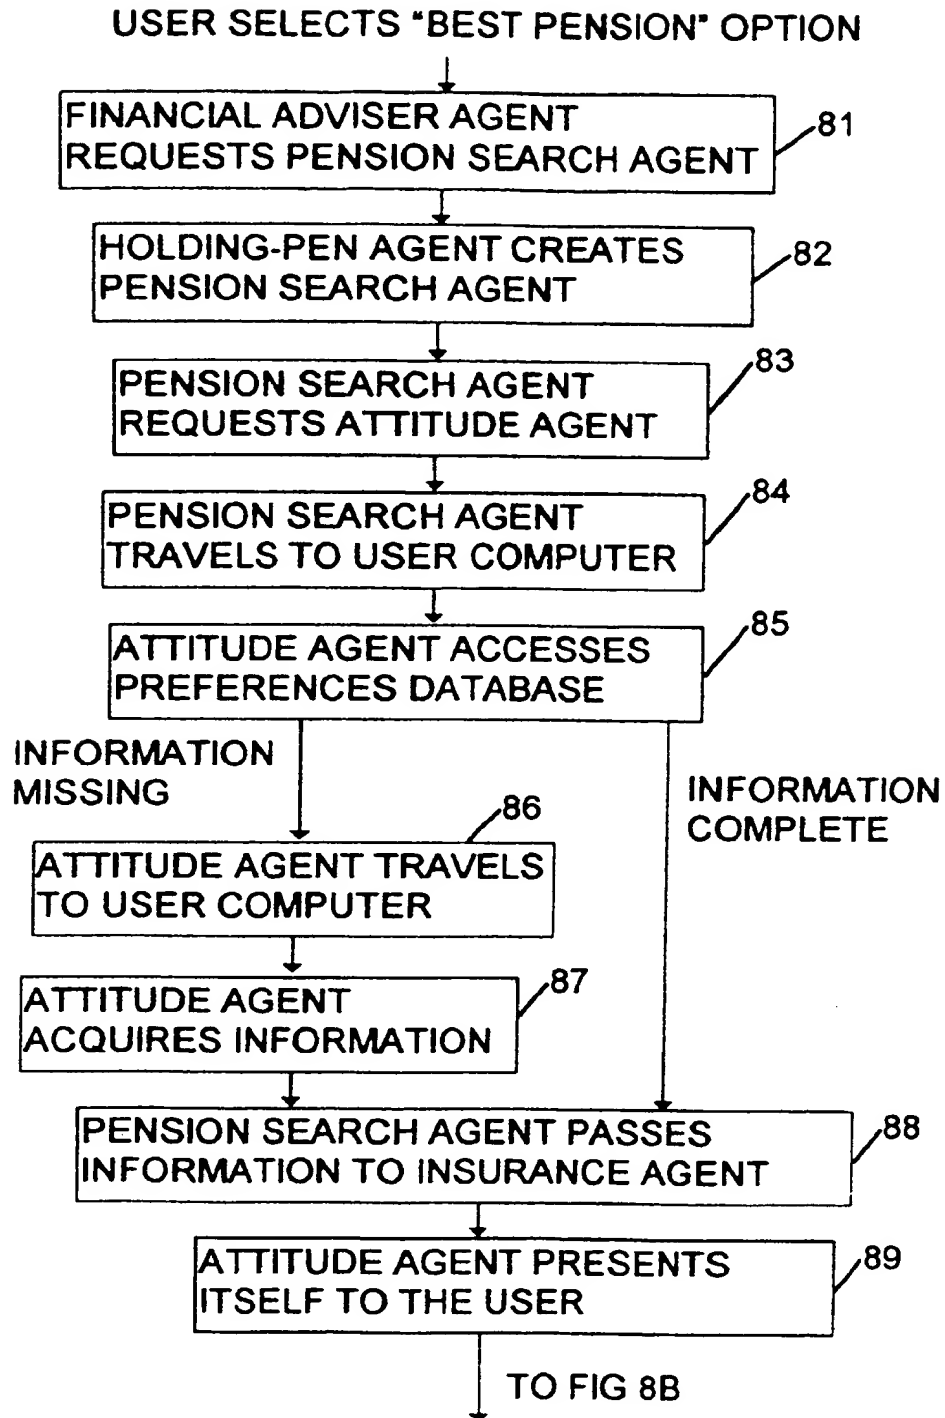 USER SELECTS "BEST PENSION" OPTION
FINANCIAL ADVISER AGENT
REQUESTS PENSION SEARCH AGENT
81
HOLDING-PEN AGENT CREATES
PENSION SEARCH AGENT
82
PENSION SEARCH AGENT
REQUESTS ATTITUDE AGENT
83
PENSION SEARCH AGENT
TRAVELS TO USER COMPUTER
84
ATTITUDE AGENT ACCESSES
PREFERENCES DATABASE
85
INFORMATION
MISSING
INFORMATION
COMPLETE
86
ATTITUDE AGENT TRAVELS
TO USER COMPUTER
87
ATTITUDE AGENT
ACQUIRES INFORMATION
PENSION SEARCH AGENT PASSES
INFORMATION TO INSURANCE AGENT
88
ATTITUDE AGENT PRESENTS
ITSELF TO THE USER
89
TO FIG 8B